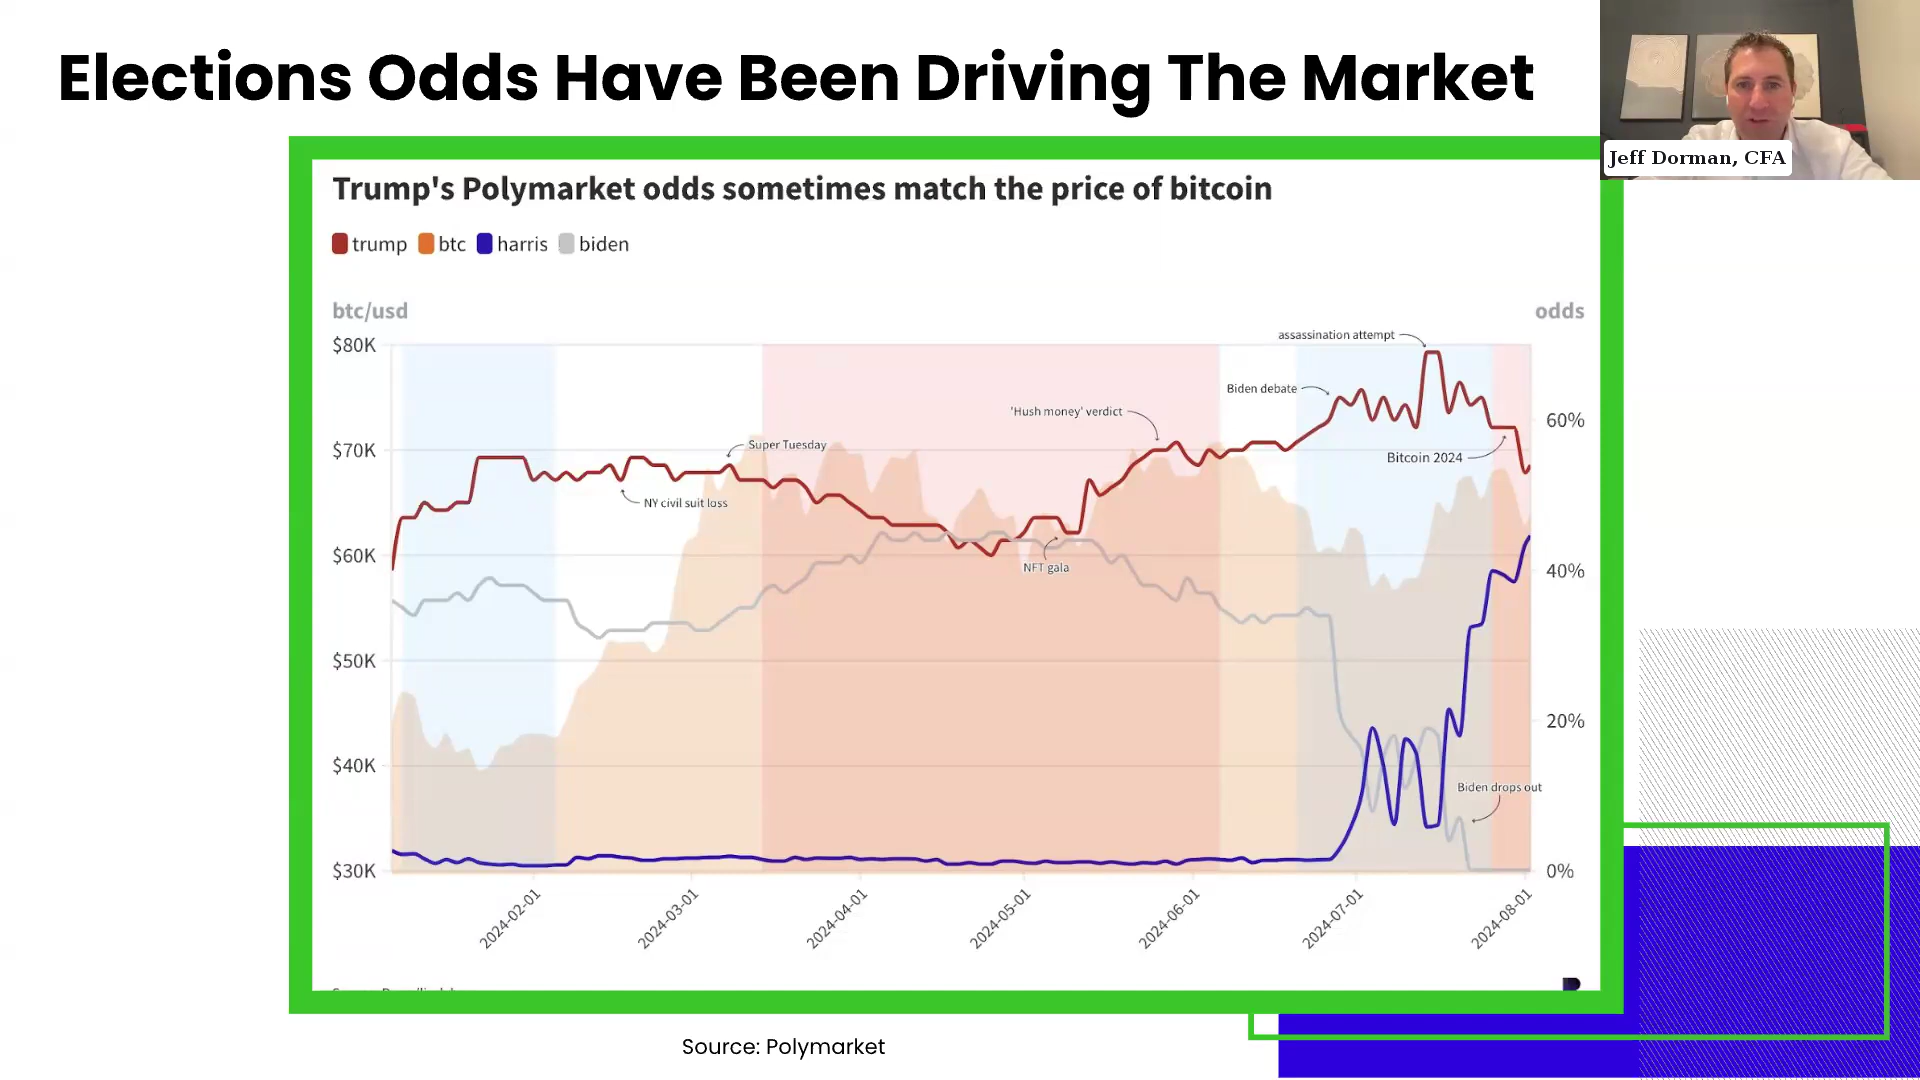 Elections Odds Have Been Driving The Market
Jeff Dorman, CFA
Trump's Polymarket odds sometimes match the price of bitcoin
trump btc harris biden
btc/usd
odds
assassination attempt
$80K
Biden debate
'Hush money' verdict
60%
Super Tuesday
$70K
Bitcoin 2024
NY civil suit loss
$60K
NFT gala
40%
$50K
20%
$40K
Biden drops out
$30K
0%
2024-02-01
2024-03-01
2024-04-01
2024-05-01
2024-06-01
2024-07-01
2024-08-01
Source: Polymarket